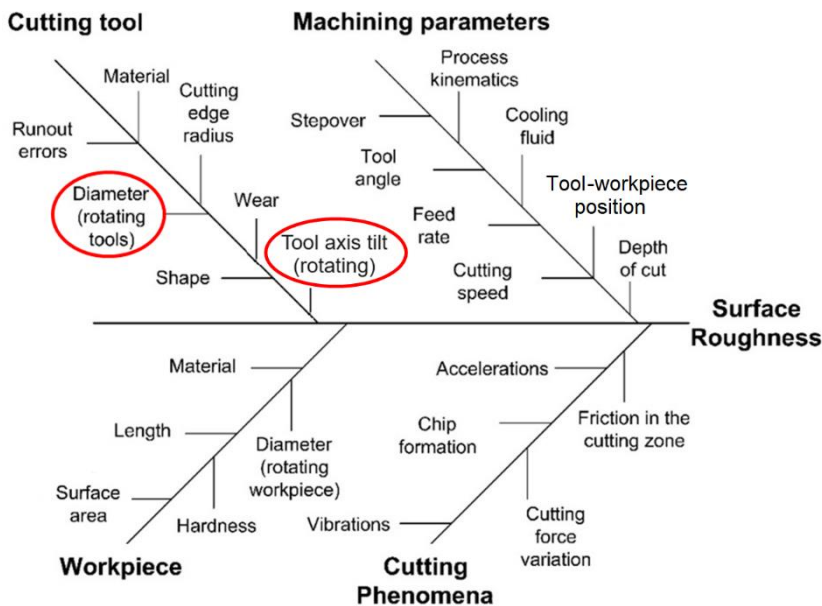 Cutting tool
Machining parameters
Material
Cutting
edge
radius
Runout
errors
Diameter
(rotating
tools)
Wear
Tool axis tilt
(rotating)
Shape
Process
kinematics
Stepover
Cooling
fluid
Tool
angle
Tool-workpiece
position
Feed
rate
Depth
of cut
Cutting
speed
Surface
Roughness
Material
Length
Diameter
(rotating
workpiece)
Surface
area
Hardness
Workpiece
Accelerations
Friction in the
cutting zone
Chip
formation
Vibrations
Cutting
force
variation
Cutting
Phenomena